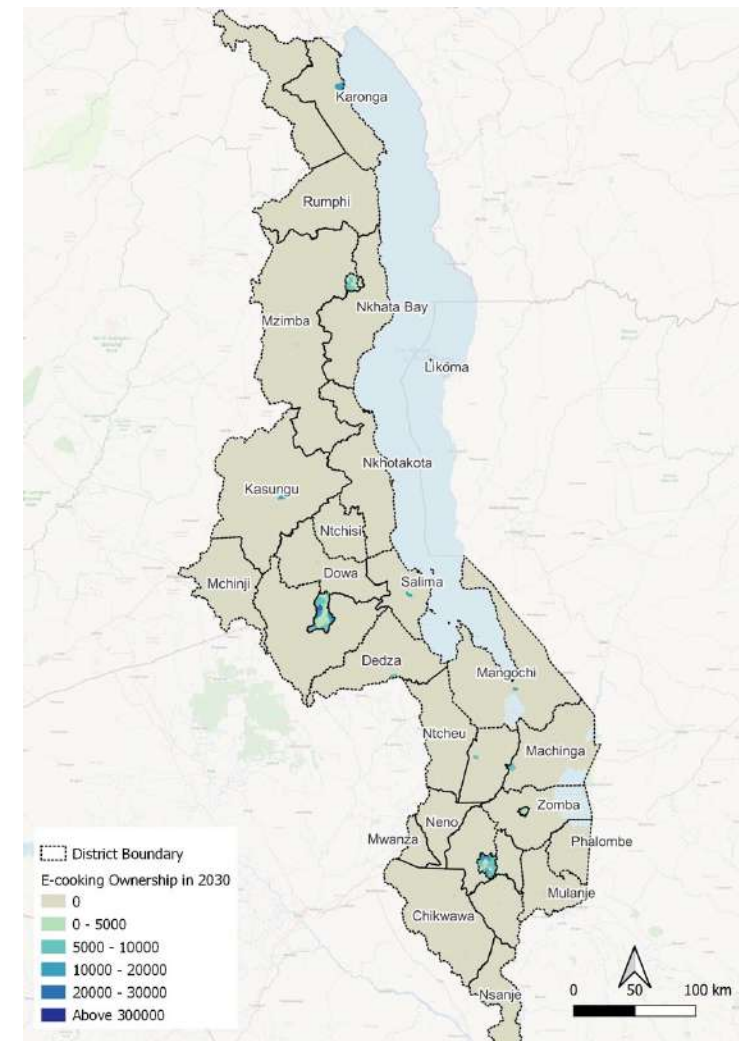 Karonga
Rumphi
Nkhata Bay
Mzimba
Likoma
Nkhotakota
Kasungu
Ntchisi
Dowa
Mchinji
Salima
Dedza
Mangochi
Ntcheu
Machinga
Zomba
Neno
Mwanza
Phalombe
Mulanje
Chikwawa
Nsanje
District Boundary
E-cooking Ownership in 2030
0
0 - 5000
5000 - 10000
10000 - 20000
20000 - 30000
Above 300000
0 50 100 km